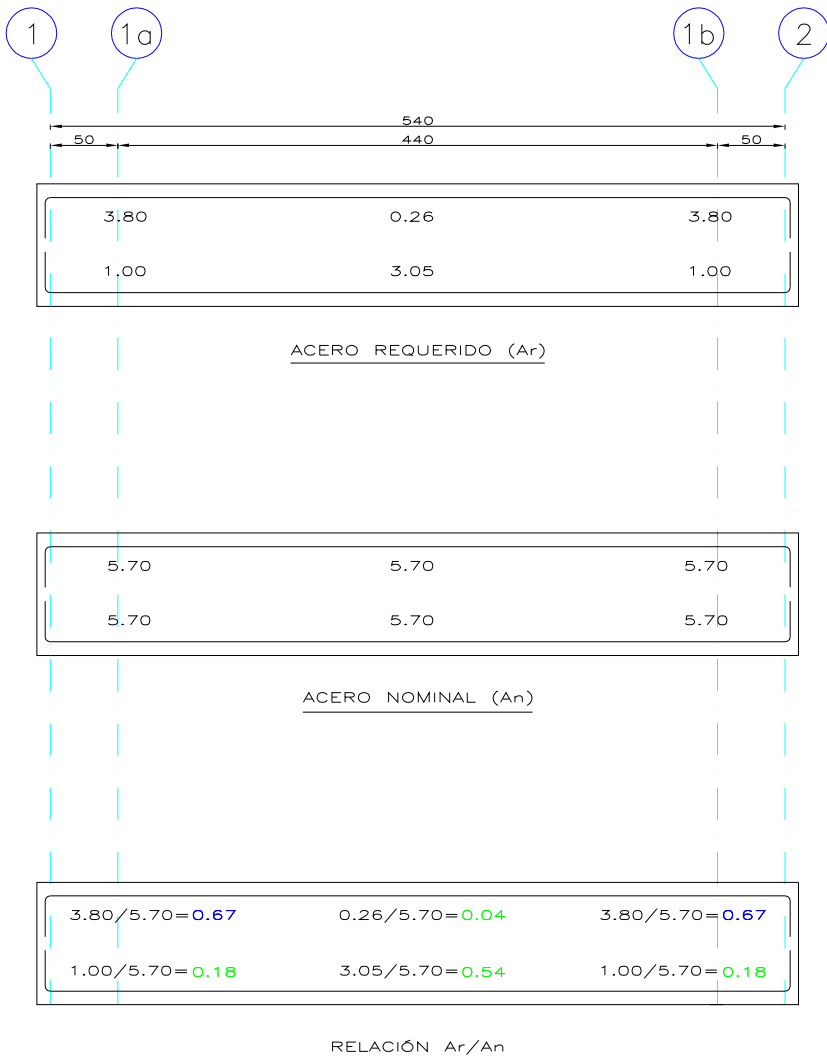 1 1a 1b 2
540
50 440 50
3.80 0.26 3.80
1.00 3.05 1.00
ACERO REQUERIDO (Ar)
5.70 5.70 5.70
5.70 5.70 5.70
ACERO NOMINAL (An)
3.80/5.70=0.67 0.26/5.70=0.04 3.80/5.70=0.67
1.00/5.70=0.18 3.05/5.70=0.54 1.00/5.70=0.18
RELACIÓN Ar/An